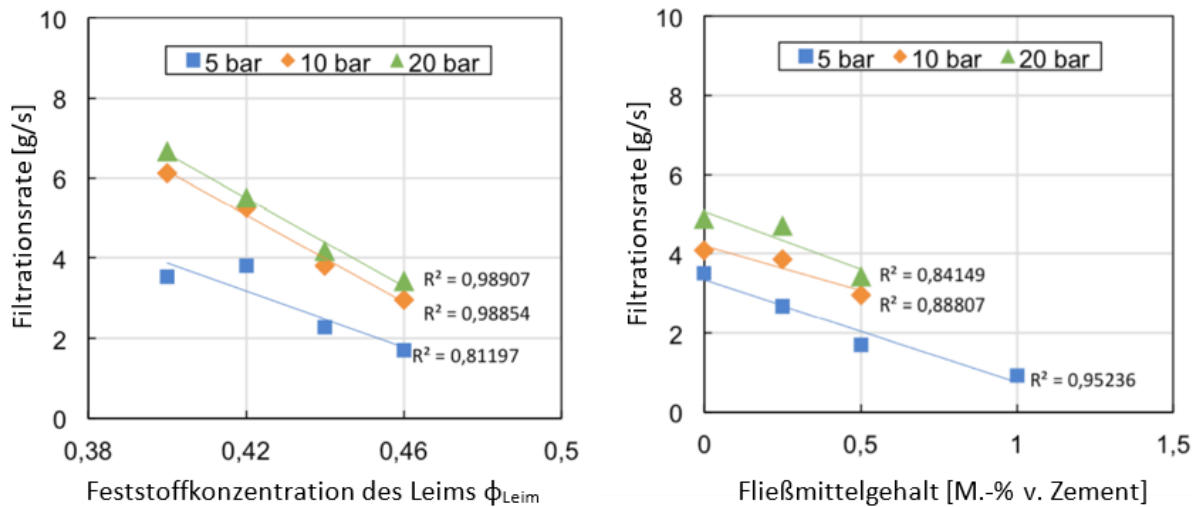 5 bar 10 bar 20 bar
Filtrationsrate [g/s]
10
8
6
4
2
0
R² = 0,98907
R² = 0,98854
R² = 0,81197
0,38 0,42 0,46 0,5
Feststoffkonzentration des Leims ϕLeim
5 bar 10 bar 20 bar
Filtrationsrate [g/s]
10
8
6
4
2
0
R² = 0,84149
R² = 0,88807
R² = 0,95236
0 0,5 1 1,5
Fließmittelgehalt [M.-% v. Zement]